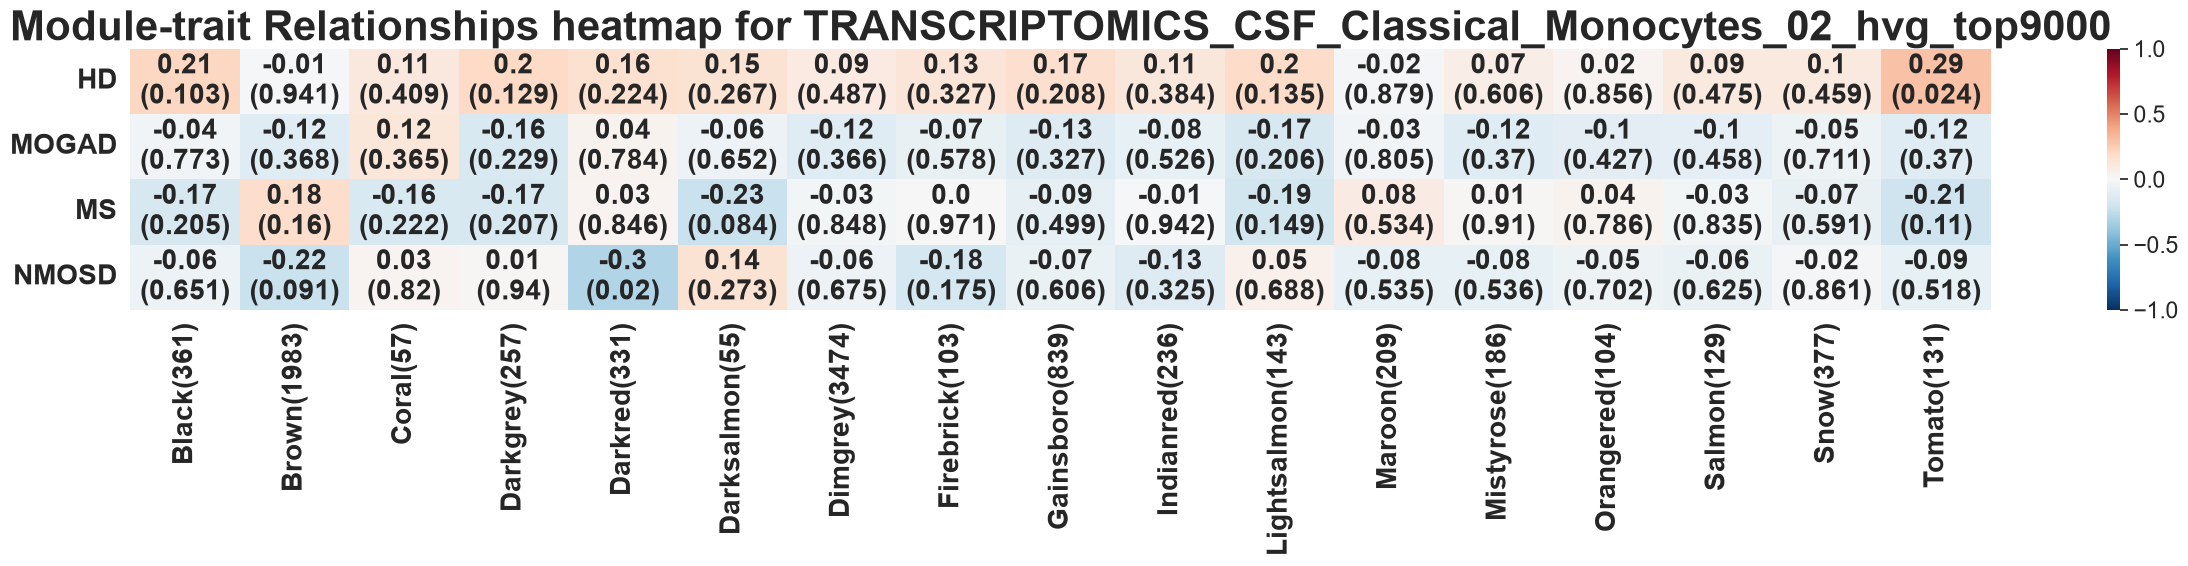 Module-trait Relationships heatmap for TRANSCRIPTOMICS_CSF_Classical_Monocytes_02_hvg_top9000
HD 0.21 -0.01 0.11 0.2 0.16 0.15 0.09 0.13 0.17 0.11 0.2 -0.02 0.07 0.02 0.09 0.1 0.29
(0.103) (0.941) (0.409) (0.129) (0.224) (0.267) (0.487) (0.327) (0.208) (0.384) (0.135) (0.879) (0.606) (0.856) (0.475) (0.459) (0.024)
MOGAD -0.04 -0.12 0.12 -0.16 0.04 -0.06 -0.12 -0.07 -0.13 -0.08 -0.17 -0.03 -0.12 -0.1 -0.1 -0.05 -0.12
(0.773) (0.368) (0.365) (0.229) (0.784) (0.652) (0.366) (0.578) (0.327) (0.526) (0.206) (0.805) (0.37) (0.427) (0.458) (0.711) (0.37)
MS -0.17 0.18 -0.16 -0.17 0.03 -0.23 -0.03 0.0 -0.09 -0.01 -0.19 0.08 0.01 0.04 -0.03 -0.07 -0.21
(0.205) (0.16) (0.222) (0.207) (0.846) (0.084) (0.848) (0.971) (0.499) (0.942) (0.149) (0.534) (0.91) (0.786) (0.835) (0.591) (0.11)
NMOSD -0.06 -0.22 0.03 0.01 -0.3 0.14 -0.06 -0.18 -0.07 -0.13 0.05 -0.08 -0.08 -0.05 -0.06 -0.02 -0.09
(0.651) (0.091) (0.82) (0.94) (0.02) (0.273) (0.675) (0.175) (0.606) (0.325) (0.688) (0.535) (0.536) (0.702) (0.625) (0.861) (0.518)
Black(361)
Brown(1983)
Coral(57)
Darkgrey(257)
Darkred(331)
Darksalmon(55)
Dimgrey(3474)
Firebrick(103)
Gainsboro(839)
Indianred(236)
Lightsalmon(143)
Maroon(209)
Mistyrose(186)
Orangered(104)
Salmon(129)
Snow(377)
Tomato(131)
1.0
0.5
0.0
−0.5
−1.0